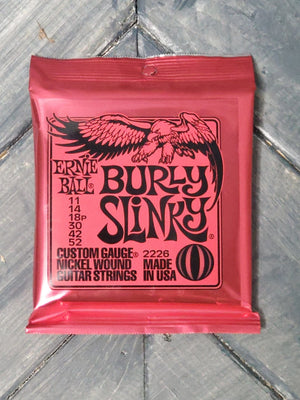 ERNIE BALL®
BURLY SLINKY®
11
14
18P
30
42
52
CUSTOM GAUGE® 2226
NICKEL WOUND MADE
GUITAR STRINGS IN USA